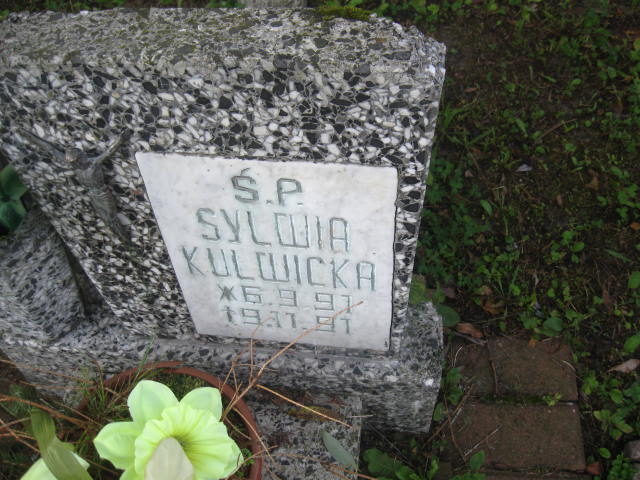 Ś.P.
SYLWIA
KULWICKA
*6.9.91
†9.11.91